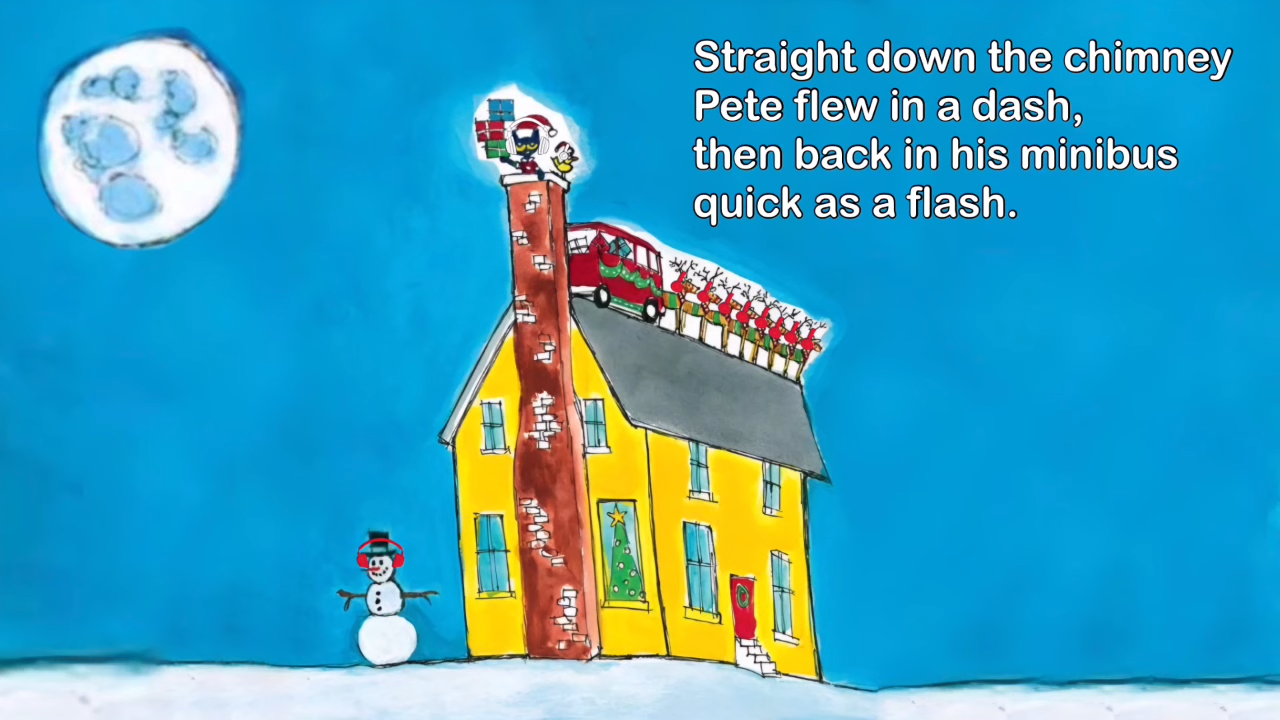 Straight down the chimney
Pete flew in a dash,
then back in his minibus
quick as a flash.